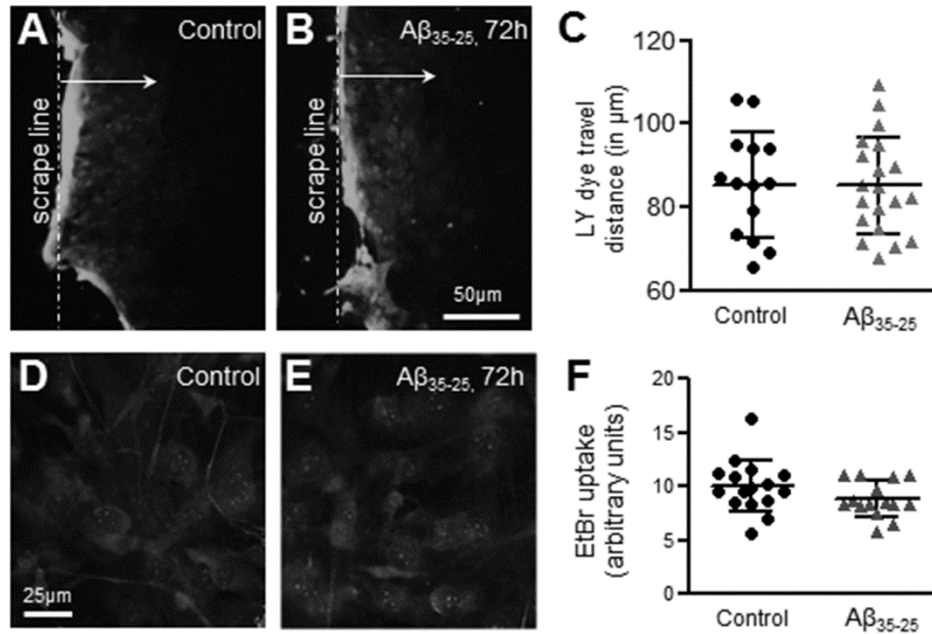 A
Control
scrape line
B
Aβ35-25, 72h
scrape line
50µm
C
LY dye travel
distance (in µm)
120
100
80
60
Control
Aβ35-25
D
Control
25µm
E
Aβ35-25, 72h
F
EtBr uptake
(arbitrary units)
20
15
10
5
0
Control
Aβ35-25